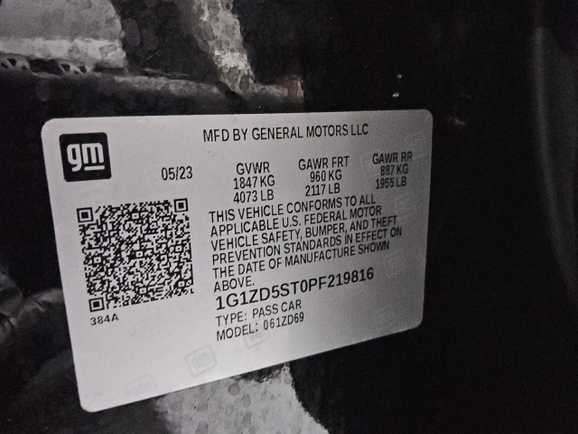 gm
MFD BY GENERAL MOTORS LLC
05/23 GVWR GAWR FRT GAWR RR
1847 KG 960 KG 887 KG
4073 LB 2117 LB 1955 LB
THIS VEHICLE CONFORMS TO ALL
APPLICABLE U.S. FEDERAL MOTOR
VEHICLE SAFETY, BUMPER, AND THEFT
PREVENTION STANDARDS IN EFFECT ON
THE DATE OF MANUFACTURE SHOWN
ABOVE.
384A
1G1ZD5ST0PF219816
TYPE: PASS CAR
MODEL: 061ZD69